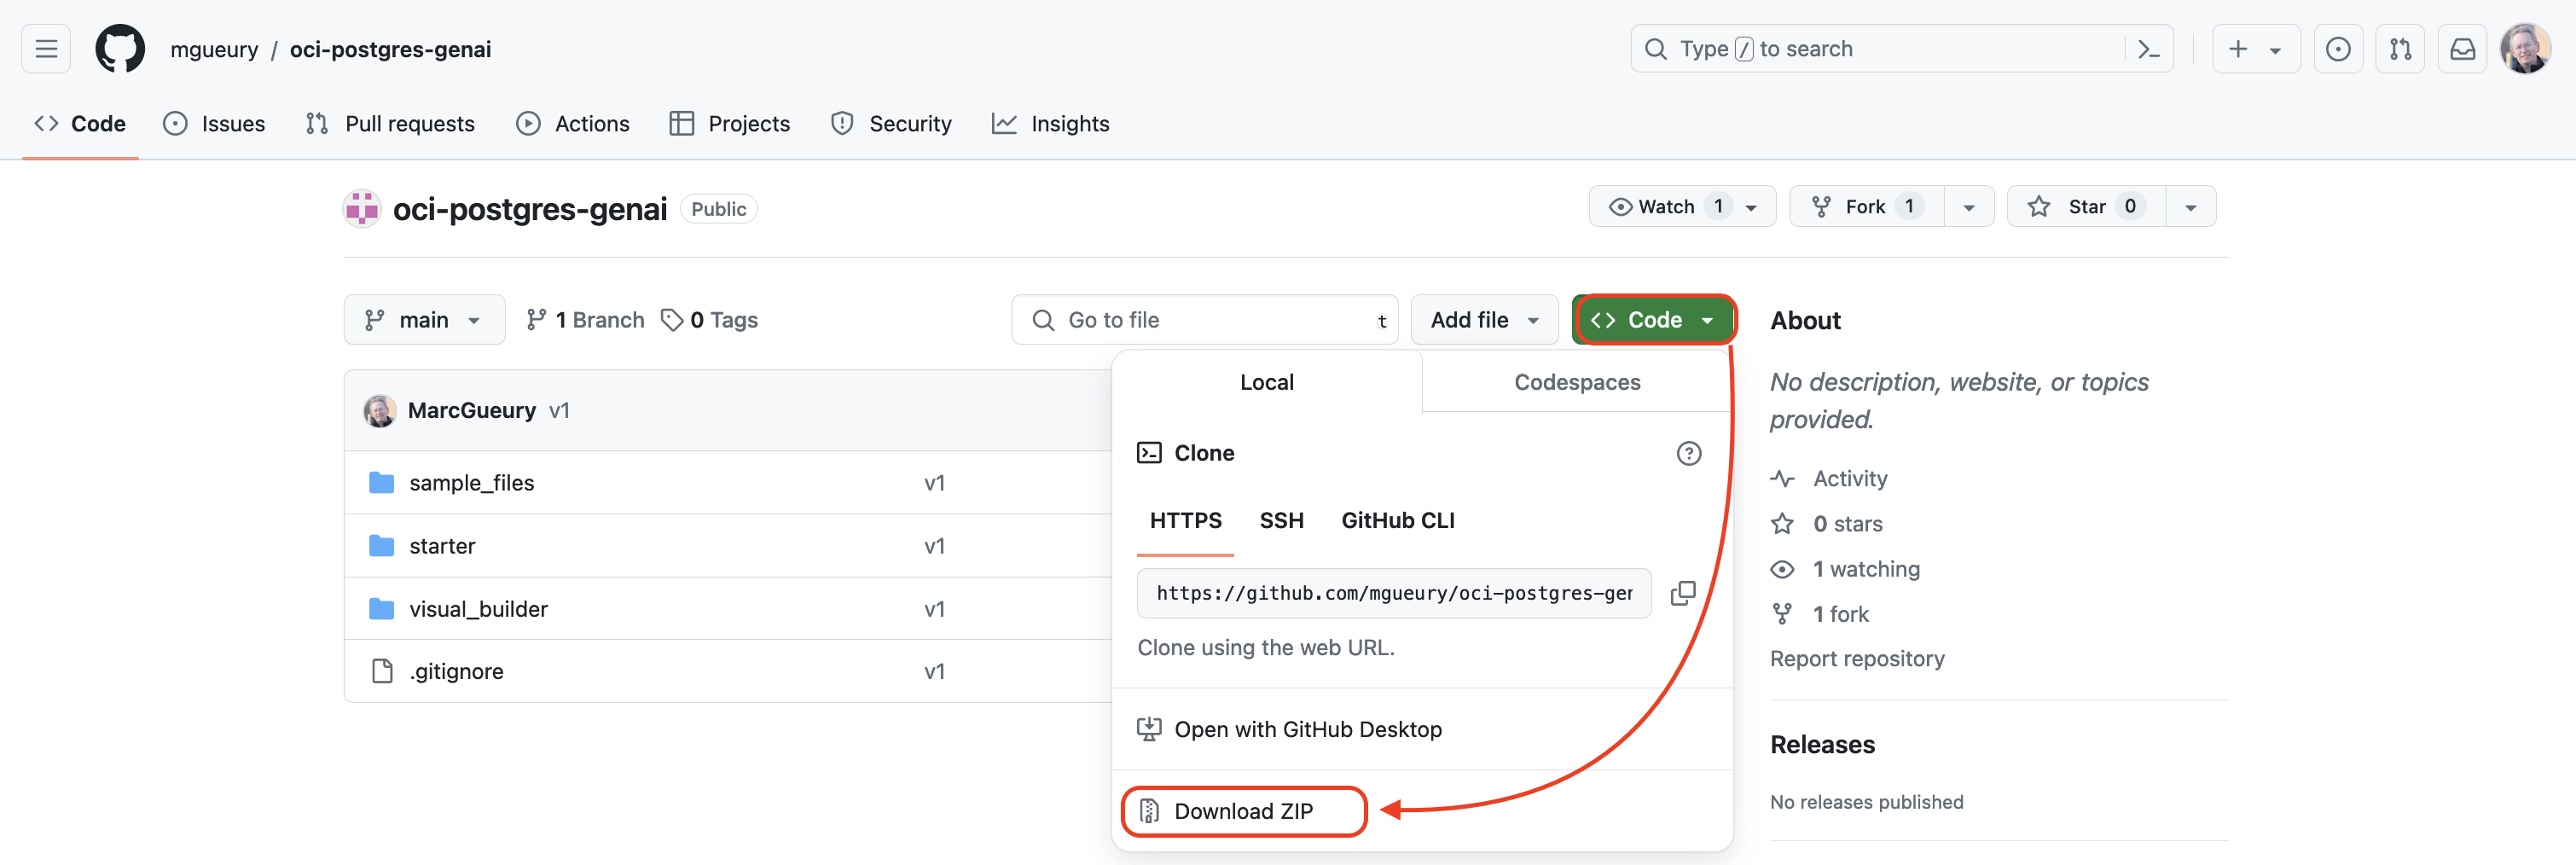 mgueury / oci-postgres-genai
Type / to search
Code
Issues
Pull requests
Actions
Projects
Security
Insights
oci-postgres-genai
Public
Watch 1
Fork 1
Star 0
main
1 Branch
0 Tags
Go to file
t
Add file
Code
MarcGueury v1
sample_files v1
starter v1
visual_builder v1
.gitignore v1
Local
Codespaces
Clone
HTTPS
SSH
GitHub CLI
https://github.com/mgueury/oci-postgres-ger
Clone using the web URL.
Open with GitHub Desktop
Download ZIP
About
No description, website, or topics
provided.
Activity
0 stars
1 watching
1 fork
Report repository
Releases
No releases published